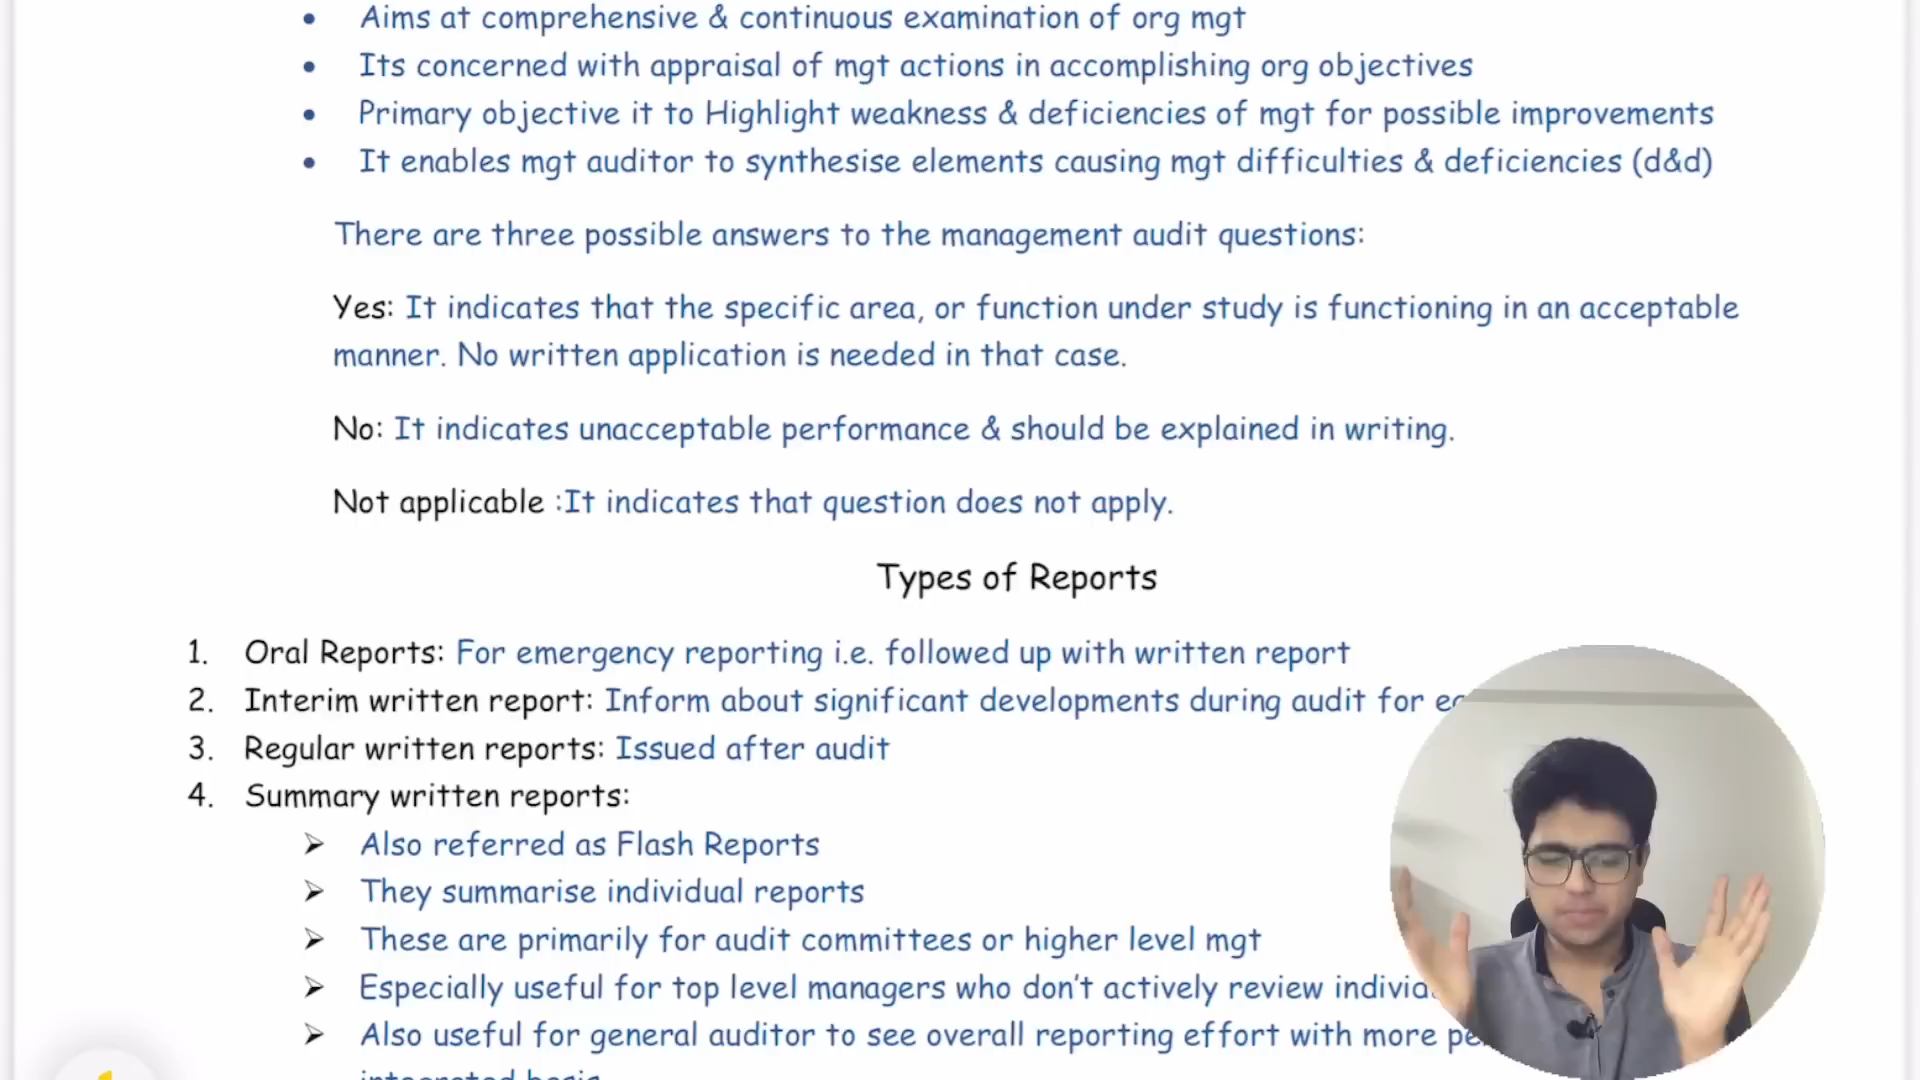 • Aims at comprehensive & continuous examination of org mgt
• Its concerned with appraisal of mgt actions in accomplishing org objectives
• Primary objective it to Highlight weakness & deficiencies of mgt for possible improvements
• It enables mgt auditor to synthesise elements causing mgt difficulties & deficiencies (d&d)
There are three possible answers to the management audit questions:
Yes: It indicates that the specific area, or function under study is functioning in an acceptable
manner. No written application is needed in that case.
No: It indicates unacceptable performance & should be explained in writing.
Not applicable :It indicates that question does not apply.
Types of Reports
1. Oral Reports: For emergency reporting i.e. followed up with written report
2. Interim written report: Inform about significant developments during audit for
3. Regular written reports: Issued after audit
4. Summary written reports:
➢ Also referred as Flash Reports
➢ They summarise individual reports
➢ These are primarily for audit committees or higher level mgt
➢ Especially useful for top level managers who don't actively review
➢ Also useful for general auditor to see overall reporting effort with more
integrated basis